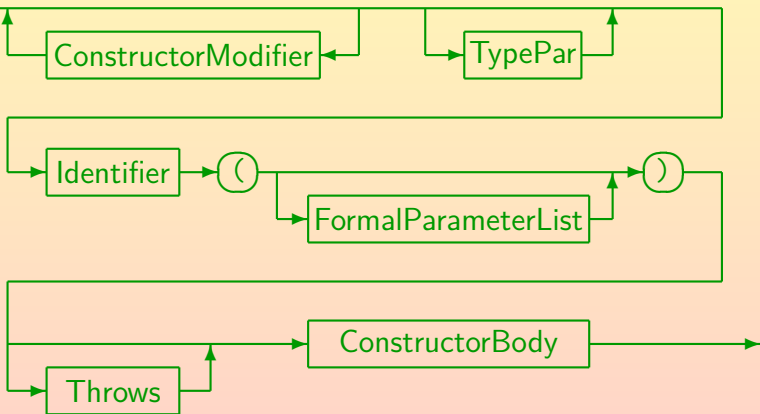 ConstructorModifier TypePar
Identifier ( )
FormalParameterList
ConstructorBody
Throws